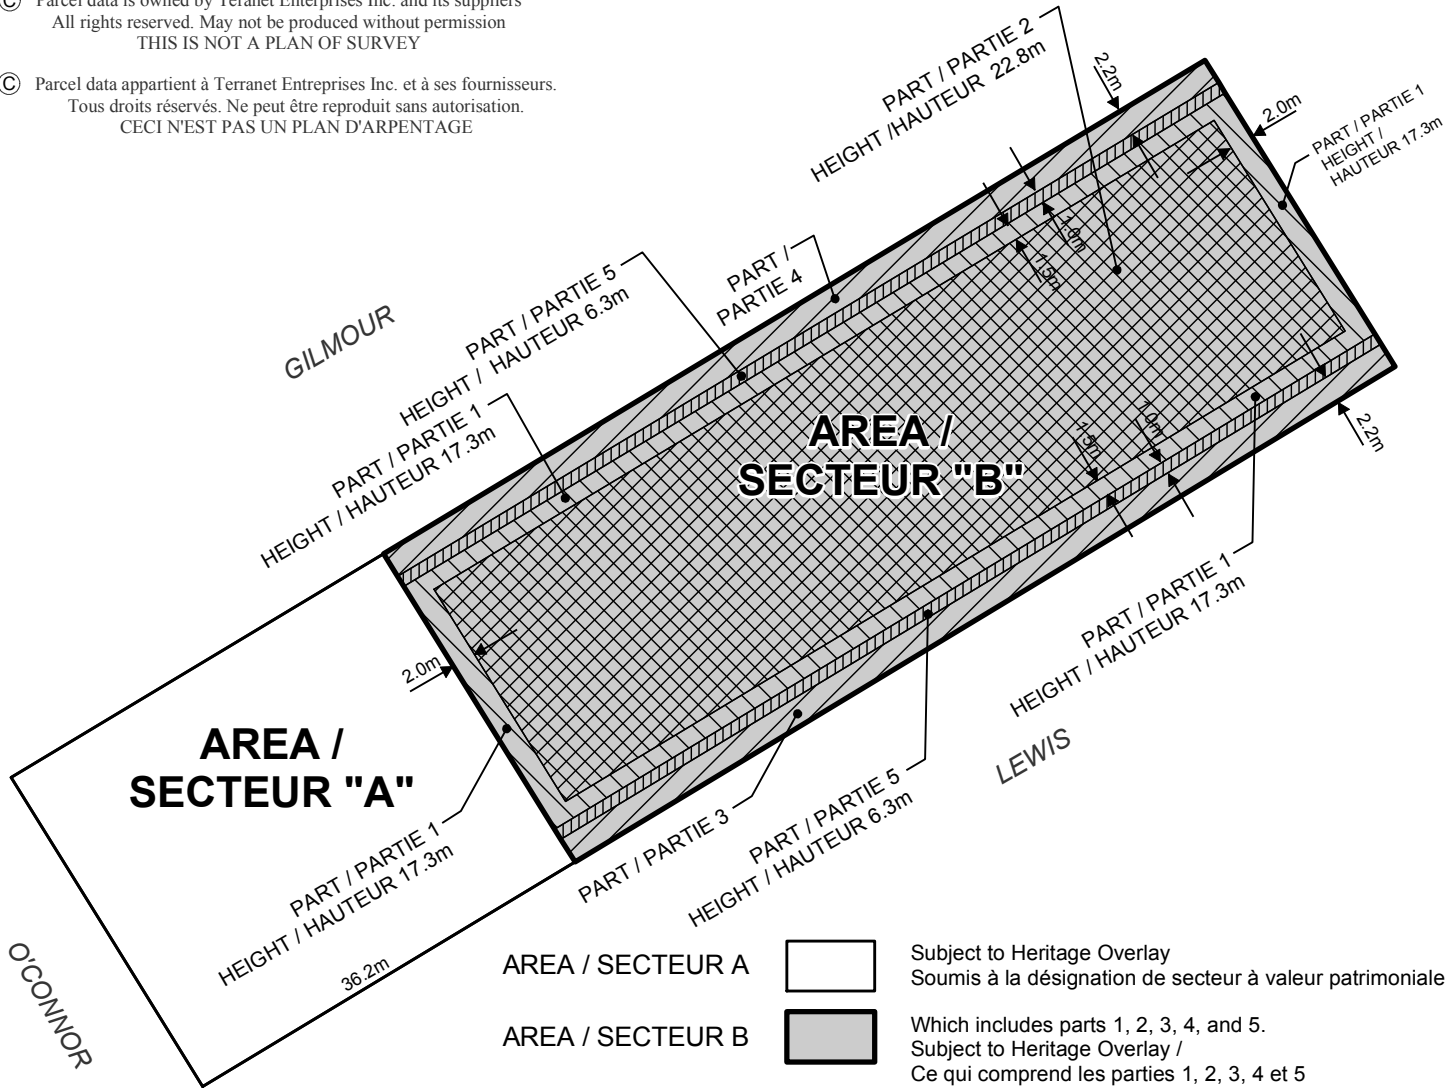 © Parcel data is owned by Teranet Enterprises Inc. and its suppliers
All rights reserved. May not be produced without permission
THIS IS NOT A PLAN OF SURVEY
© Parcel data appartient à Terranet Entreprises Inc. et à ses fournisseurs.
Tous droits réservés. Ne peut être reproduit sans autorisation.
CECI N'EST PAS UN PLAN D'ARPENTAGE
PART / PARTIE 2
HEIGHT /HAUTEUR 22.8m
2.2m
2.0m
PART / PARTIE 1
HEIGHT /
HAUTEUR 17.3m
1.0m
1.5m
PART /
PARTIE 4
PART / PARTIE 5
HEIGHT / HAUTEUR 6.3m
GILMOUR
PART / PARTIE 1
HEIGHT / HAUTEUR 17.3m
AREA /
SECTEUR "B"
1.5m
1.0m
2.2m
PART / PARTIE 1
HEIGHT / HAUTEUR 17.3m
2.0m
AREA /
SECTEUR "A"
LEWIS
PART / PARTIE 5
HEIGHT / HAUTEUR 6.3m
PART / PARTIE 3
PART / PARTIE 1
HEIGHT / HAUTEUR 17.3m
36.2m
O'CONNOR
AREA / SECTEUR A
Subject to Heritage Overlay
Soumis à la désignation de secteur à valeur patrimoniale
AREA / SECTEUR B
Which includes parts 1, 2, 3, 4, and 5.
Subject to Heritage Overlay /
Ce qui comprend les parties 1, 2, 3, 4 et 5